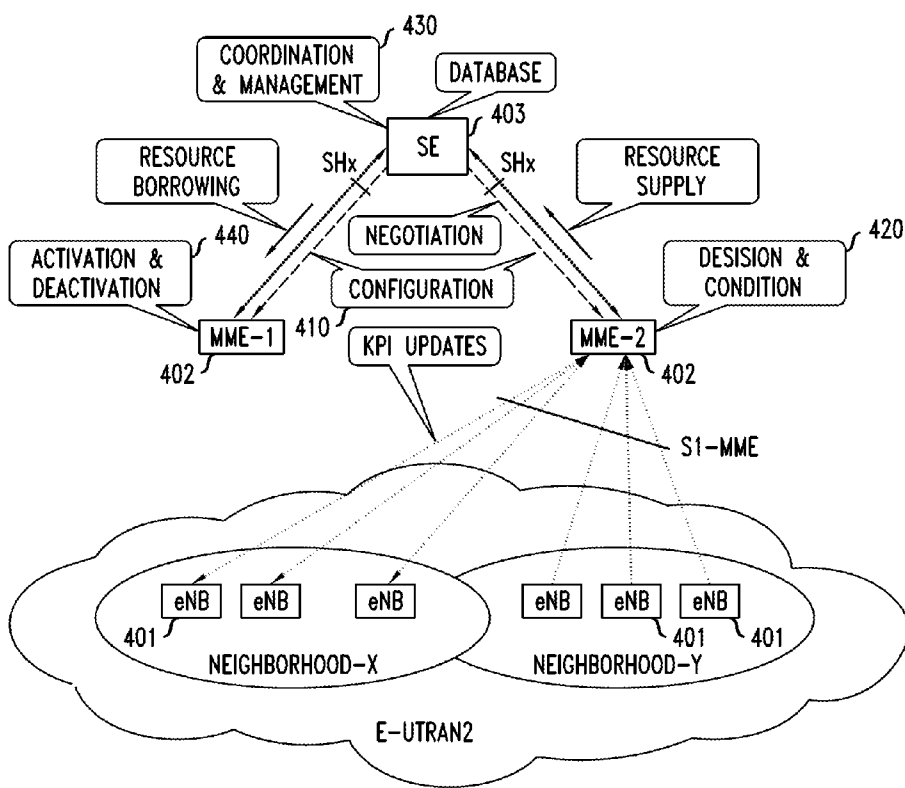 430
COORDINATION
& MANAGEMENT
DATABASE
403
SE
RESOURCE
BORROWING
SHx
SHx
RESOURCE
SUPPLY
440
NEGOTIATION
420
ACTIVATION &
DEACTIVATION
CONFIGURATION
DESISION &
CONDITION
410
MME-1
MME-2
402
KPI UPDATES
402
S1-MME
eNB
eNB
eNB
eNB
eNB
eNB
401
401
401
NEIGHBORHOOD-X
NEIGHBORHOOD-Y
E-UTRAN2